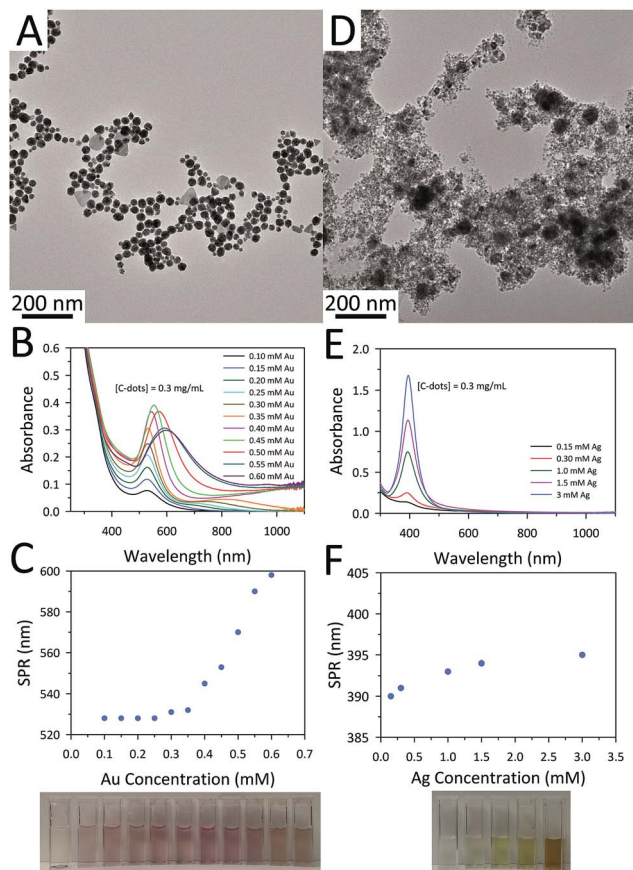 A
200 nm
D
200 nm
B
Absorbance
0.6
0.5
0.4
0.3
0.2
0.1
0.0
[C-dots] = 0.3 mg/mL
0.10 mM Au
0.15 mM Au
0.20 mM Au
0.25 mM Au
0.30 mM Au
0.35 mM Au
0.40 mM Au
0.45 mM Au
0.50 mM Au
0.55 mM Au
0.60 mM Au
400 600 800 1000
Wavelength (nm)
E
Absorbance
2.0
1.5
1.0
0.5
0.0
[C-dots] = 0.3 mg/mL
0.15 mM Ag
0.30 mM Ag
1.0 mM Ag
1.5 mM Ag
3 mM Ag
400 600 800 1000
Wavelength (nm)
C
SPR (nm)
600
580
560
540
520
0.0 0.1 0.2 0.3 0.4 0.5 0.6 0.7
Au Concentration (mM)
F
SPR (nm)
400
395
390
385
0.0 0.5 1.0 1.5 2.0 2.5 3.0 3.5
Ag Concentration (mM)